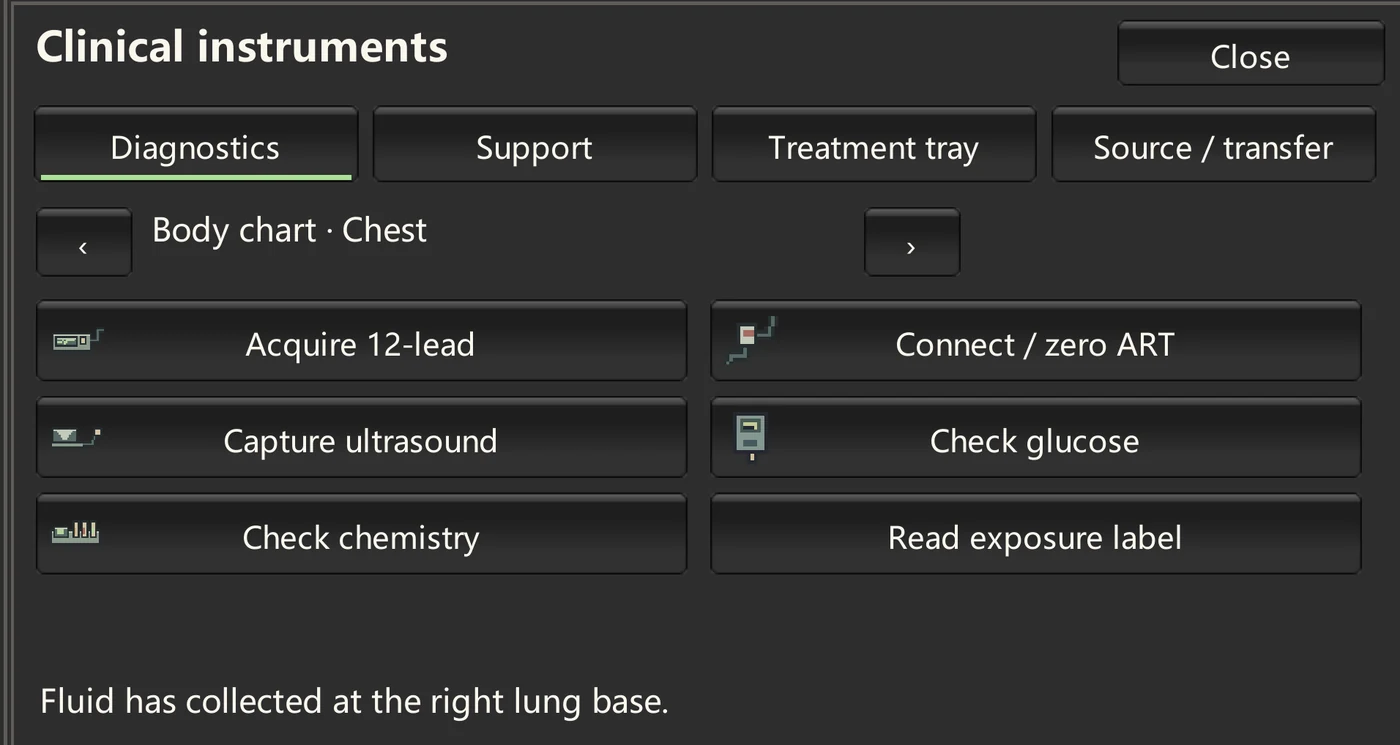 Clinical instruments
Close
Diagnostics
Support
Treatment tray
Source / transfer
‹
Body chart · Chest
›
Acquire 12-lead
Connect / zero ART
Capture ultrasound
Check glucose
Check chemistry
Read exposure label
Fluid has collected at the right lung base.